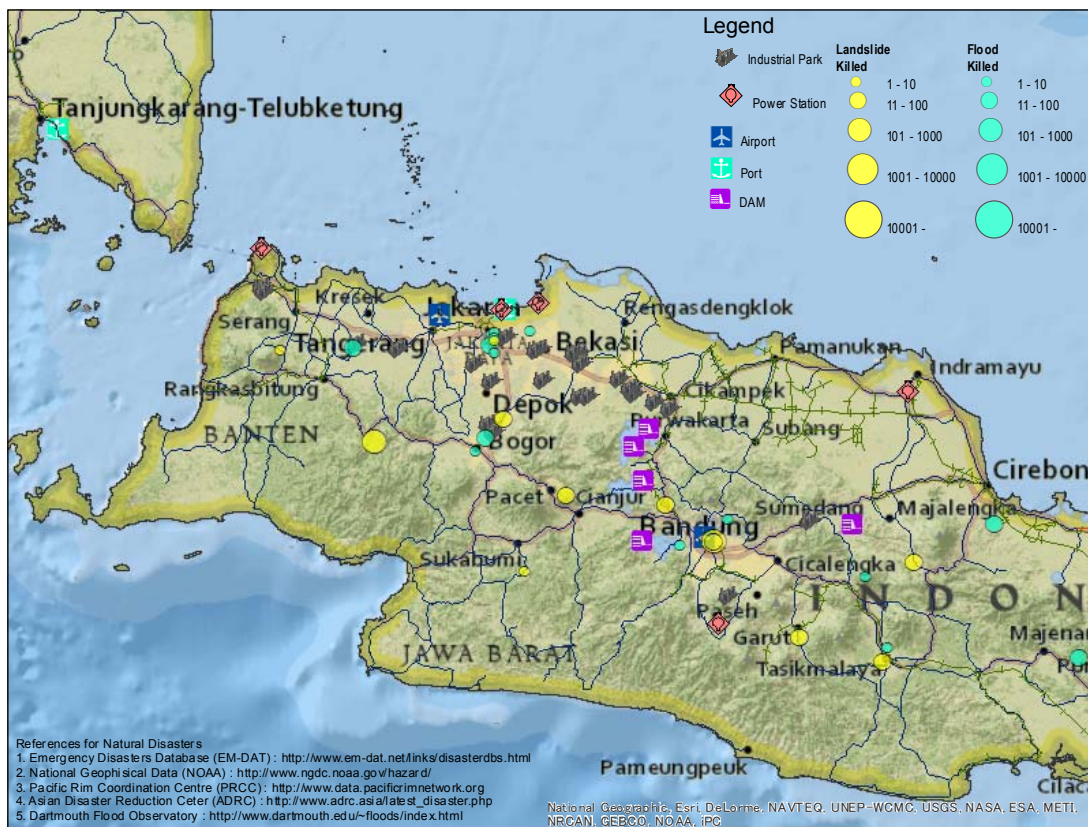 Legend
Industrial Park
Power Station
Airport
Port
DAM
Landslide
Killed
1 - 10
11 - 100
101 - 1000
1001 - 10000
10001 -
Flood
Killed
1 - 10
11 - 100
101 - 1000
1001 - 10000
10001 -
Tanjungkarang-Telubketung
Kresek
Jakarta
Rengasdengklok
Serang
Tangerang
JAKARTA
RAYA
Bekasi
Pamanukan
Indramayu
Rangkasbitung
Cikampek
Depok
BANTEN
Purwakarta
Subang
Bogor
Cirebon
Pacet
Cianjur
Sumedang
Majalengka
Bandung
Sukabumi
Cicalengka
INDON
Paseh
Garut
Majenan
JAWA BARAT
Tasikmalaya
Pameungpeuk
Cilaca
References for Natural Disasters
1. Emergency Disasters Database (EM-DAT) : http://www.em-dat.net/links/disasterdbs.html
2. National Geophisical Data (NOAA) : http://www.ngdc.noaa.gov/hazard/
3. Pacific Rim Coordination Centre (PRCC) : http://www.data.pacificrimnetwork.org
4. Asian Disaster Reduction Ceter (ADRC) : http://www.adrc.asia/latest_disaster.php
5. Dartmouth Flood Observatory : http://www.dartmouth.edu/~floods/index.html
National Geographic, Esri, DeLorme, NAVTEQ, UNEP-WCMC, USGS, NASA, ESA, METI,
NRCAN, GEBCO, NOAA, iPC